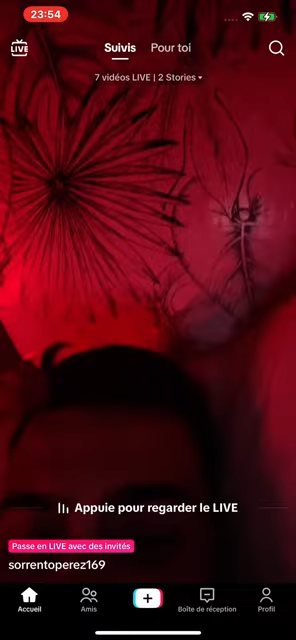 23:54
LIVE
Suivis
Pour toi
7 vidéos LIVE | 2 Stories
Appuie pour regarder le LIVE
Passe en LIVE avec des invités
sorrentoperez169
Accueil
Amis
Boîte de réception
Profil